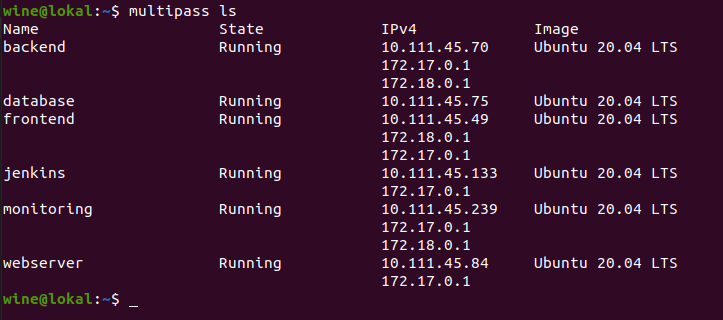 wine@lokal:~$ multipass ls
Name                    State             IPv4             Image
backend                 Running           10.111.45.70     Ubuntu 20.04 LTS
                                          172.17.0.1
                                          172.18.0.1
database                Running           10.111.45.75     Ubuntu 20.04 LTS
frontend                Running           10.111.45.49     Ubuntu 20.04 LTS
                                          172.18.0.1
                                          172.17.0.1
jenkins                 Running           10.111.45.133    Ubuntu 20.04 LTS
                                          172.17.0.1
monitoring              Running           10.111.45.239    Ubuntu 20.04 LTS
                                          172.17.0.1
                                          172.18.0.1
webserver               Running           10.111.45.84     Ubuntu 20.04 LTS
                                          172.17.0.1
wine@lokal:~$ _